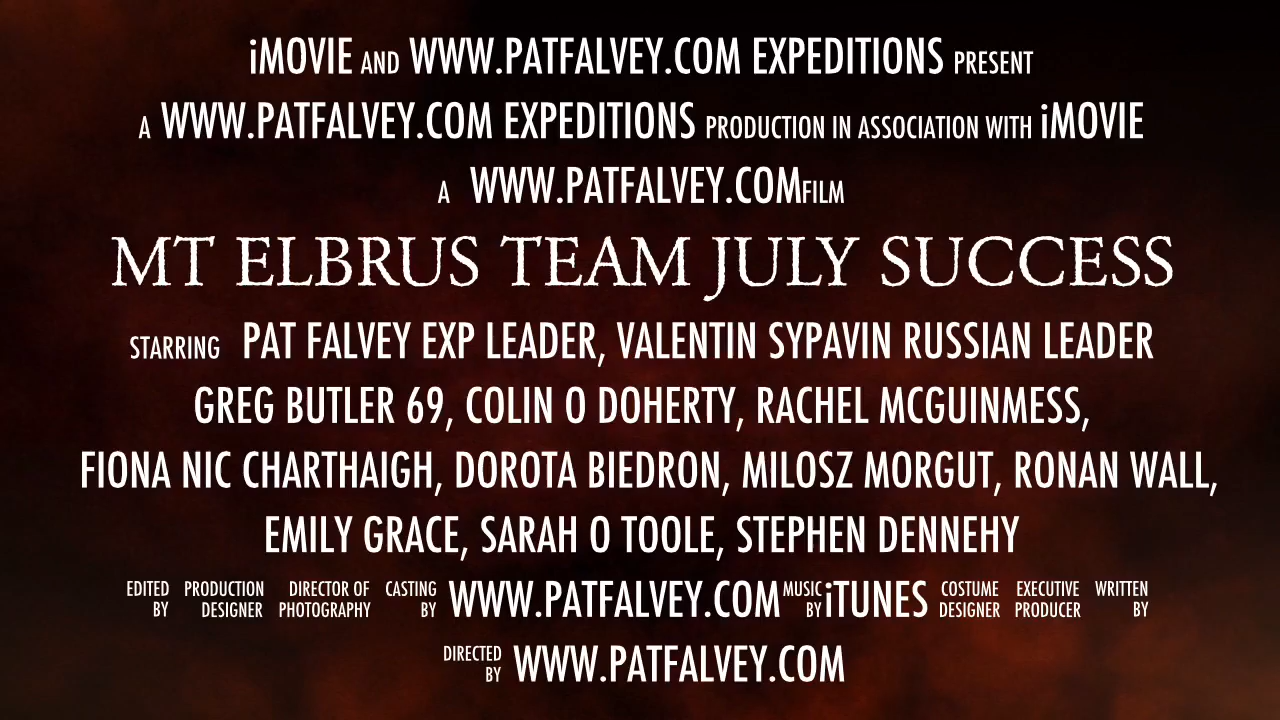 iMOVIE AND WWW.PATFALVEY.COM EXPEDITIONS PRESENT
A WWW.PATFALVEY.COM EXPEDITIONS PRODUCTION IN ASSOCIATION WITH iMOVIE
A WWW.PATFALVEY.COMFILM
MT ELBRUS TEAM JULY SUCCESS
STARRING PAT FALVEY EXP LEADER, VALENTIN SYPAVIN RUSSIAN LEADER
GREG BUTLER 69, COLIN O DOHERTY, RACHEL MCGUINMESS,
FIONA NIC CHARTHAIGH, DOROTA BIEDRON, MILOSZ MORGUT, RONAN WALL,
EMILY GRACE, SARAH O TOOLE, STEPHEN DENNEHY
EDITED BY PRODUCTION DESIGNER DIRECTOR OF PHOTOGRAPHY CASTING BY WWW.PATFALVEY.COM MUSIC BY iTUNES COSTUME DESIGNER EXECUTIVE PRODUCER WRITTEN BY
DIRECTED BY WWW.PATFALVEY.COM